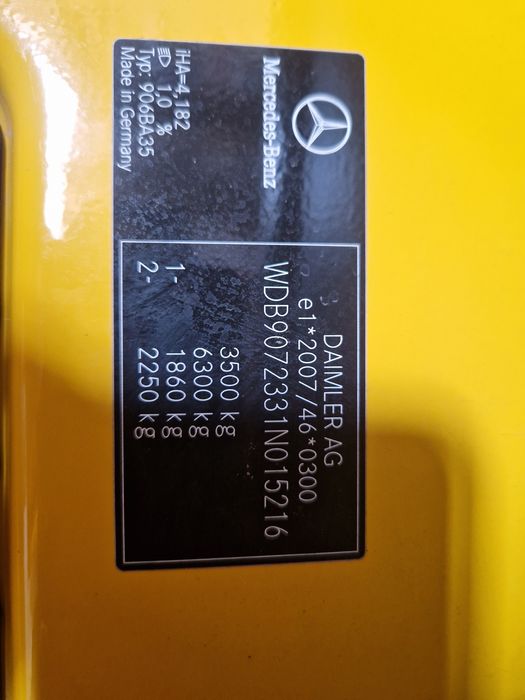 Mercedes-Benz
iHA=4,182
1.0 %
Typ: 906BA35
Made in Germany
DAIMLER AG
e1*2007/46*0300
WDB9072331N015216
3500 kg
6300 kg
1- 1860 kg
2- 2250 kg